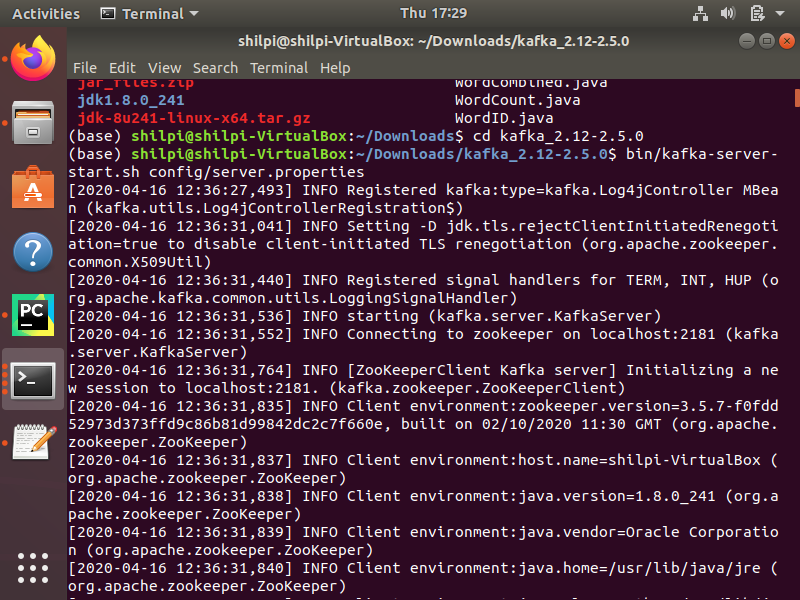 Activities Terminal Thu 17:29
shilpi@shilpi-VirtualBox: ~/Downloads/kafka_2.12-2.5.0
File Edit View Search Terminal Help
jar_files.zip WordCombined.java
jdk1.8.0_241 WordCount.java
jdk-8u241-linux-x64.tar.gz WordID.java
(base) shilpi@shilpi-VirtualBox:~/Downloads$ cd kafka_2.12-2.5.0
(base) shilpi@shilpi-VirtualBox:~/Downloads/kafka_2.12-2.5.0$ bin/kafka-server-
start.sh config/server.properties
[2020-04-16 12:36:27,493] INFO Registered kafka:type=kafka.Log4jController MBea
n (kafka.utils.Log4jControllerRegistration$)
[2020-04-16 12:36:31,041] INFO Setting -D jdk.tls.rejectClientInitiatedRenegoti
ation=true to disable client-initiated TLS renegotiation (org.apache.zookeeper.
common.X509Util)
[2020-04-16 12:36:31,440] INFO Registered signal handlers for TERM, INT, HUP (o
rg.apache.kafka.common.utils.LoggingSignalHandler)
[2020-04-16 12:36:31,536] INFO starting (kafka.server.KafkaServer)
[2020-04-16 12:36:31,552] INFO Connecting to zookeeper on localhost:2181 (kafka
.server.KafkaServer)
[2020-04-16 12:36:31,764] INFO [ZooKeeperClient Kafka server] Initializing a ne
w session to localhost:2181. (kafka.zookeeper.ZooKeeperClient)
[2020-04-16 12:36:31,835] INFO Client environment:zookeeper.version=3.5.7-f0fdd
52973d373ffd9c86b81d99842dc2c7f660e, built on 02/10/2020 11:30 GMT (org.apache.
zookeeper.ZooKeeper)
[2020-04-16 12:36:31,837] INFO Client environment:host.name=shilpi-VirtualBox (
org.apache.zookeeper.ZooKeeper)
[2020-04-16 12:36:31,838] INFO Client environment:java.version=1.8.0_241 (org.a
pache.zookeeper.ZooKeeper)
[2020-04-16 12:36:31,839] INFO Client environment:java.vendor=Oracle Corporatio
n (org.apache.zookeeper.ZooKeeper)
[2020-04-16 12:36:31,840] INFO Client environment:java.home=/usr/lib/java/jre (
org.apache.zookeeper.ZooKeeper)
PC